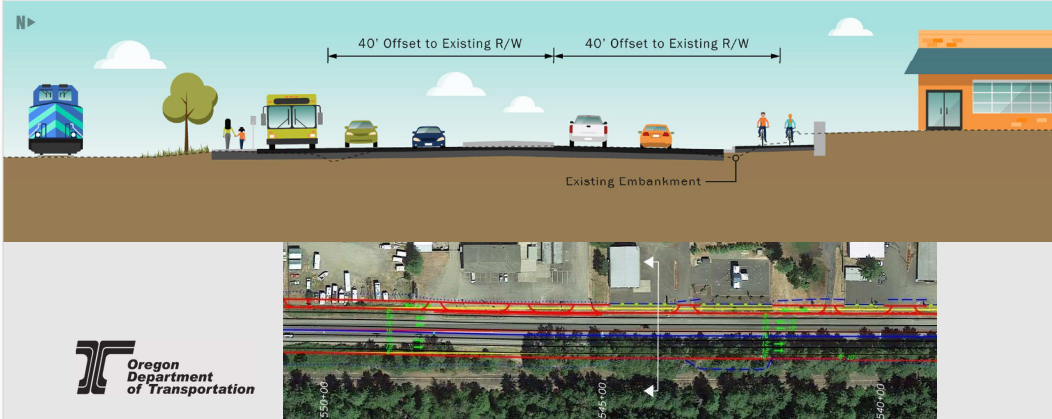 N
40' Offset to Existing R/W
40' Offset to Existing R/W
Existing Embankment
Oregon
Department
of Transportation
550+00
545+00
540+00